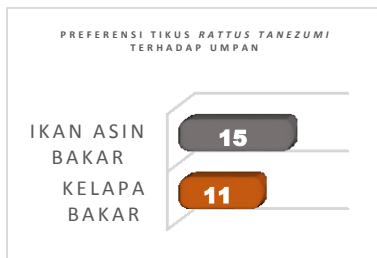 PREFERENSI TIKUS RATTUS TANEZUMI
TERHADAP UMPAN
IKAN ASIN
BAKAR
15
KELAPA
BAKAR
11